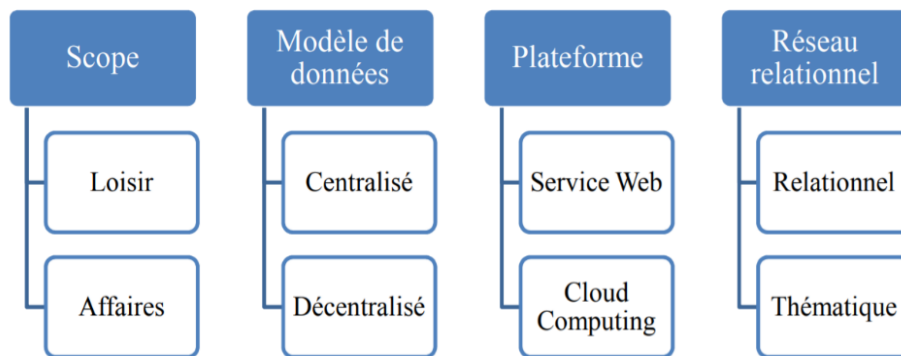 Scope
Loisir
Affaires
Modèle de
données
Centralisé
Décentralisé
Plateforme
Service Web
Cloud
Computing
Réseau
relationnel
Relationnel
Thématique